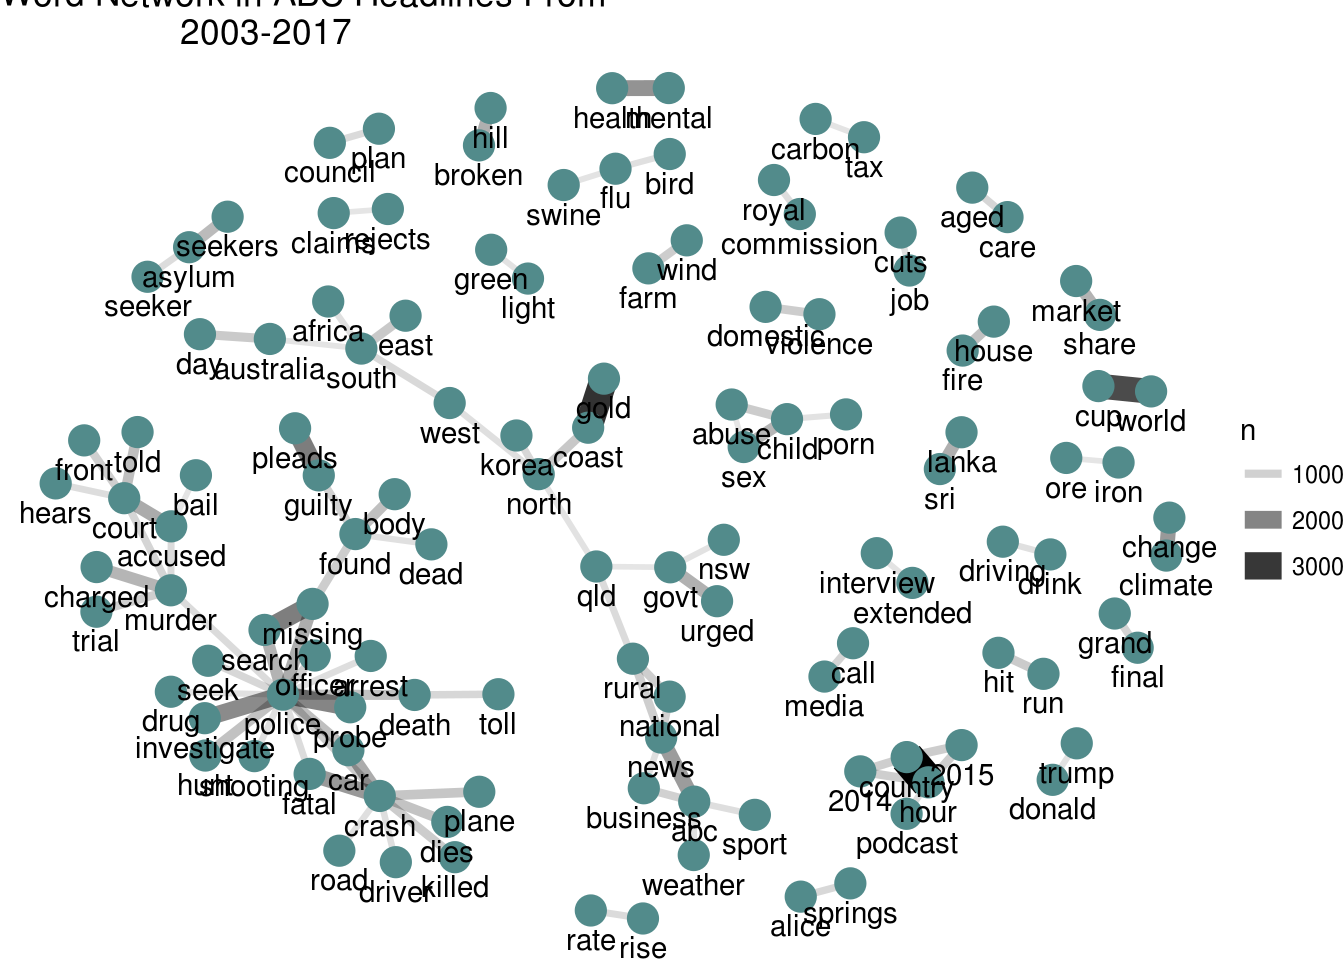 Word Network in ABC Headlines From
2003-2017
health mental
hill
broken
council plan
carbon tax
swine flu bird
royal commission
aged care
seekers
asylum
seeker
claims rejects
green light
farm wind
cuts job
market share
africa
east
day australia south
domestic violence
house
fire
gold
coast
cup world
west
korea
north
abuse child porn
sex
lanka
sri
ore iron
n
1000
2000
3000
front told
hears court bail
accused
pleads
guilty
body
found dead
charged murder
trial
change
climate
nsw
qld govt
urged
interview
extended
driving drink
missing
search
seek officer arrest
drug police death toll
investigate probe
hunt shooting
fatal car
crash plane
dies
road driver killed
rural
national
news
business abc sport
weather
call
media
hit run
grand
final
2015
2014 country
hour
podcast
trump
donald
alice springs
rate rise